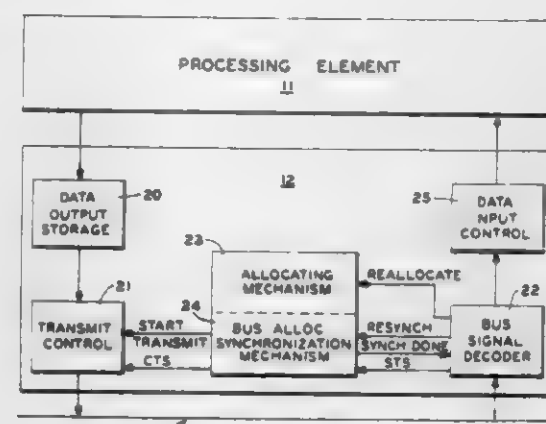 PROCESSING ELEMENT
11
12
DATA
OUTPUT
STORAGE
20
25
DATA
INPUT
CONTROL
23
ALLOCATING
MECHANISM
REALLOCATE
21
TRANSMIT
CONTROL
START
TRANSMIT
CTS
24
BUS ALLOC
SYNCHRONIZATION
MECHANISM
RESYNCH
SYNCH DONE
STS
22
BUS
SIGNAL
DECODER